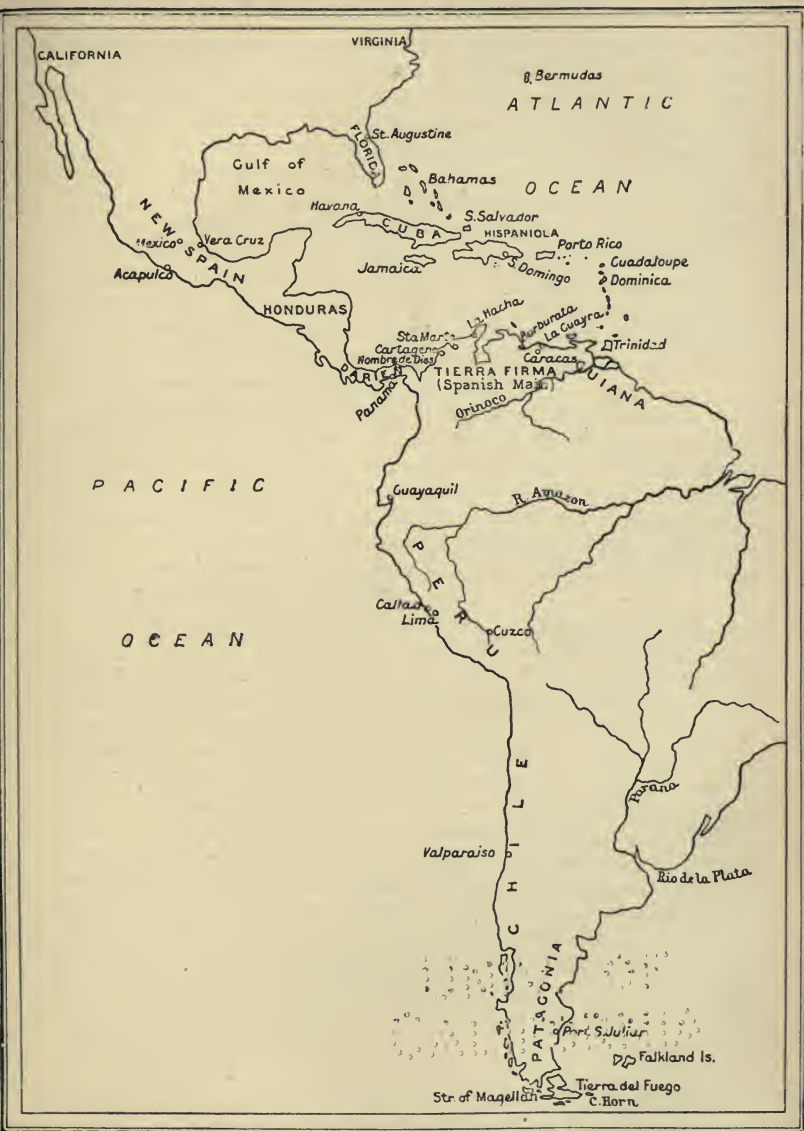 CALIFORNIA
VIRGINIA
Bermudas
ATLANTIC
OCEAN
St. Augustine
FLORIDA
Gulf of
Mexico
Bahamas
Havana
CUBA
S. Salvador
HISPANIOLA
Porto Rico
NEW SPAIN
Mexico
Vera Cruz
Acapulco
Jamaica
S. Domingo
Guadaloupe
Dominica
HONDURAS
La Hacha
Burburata
La Guayra
Sta Marta
Cartagena
Nombre de Dios
Caracas
Trinidad
DARIEN
TIERRA FIRMA
(Spanish Main)
GUIANA
Panama
Orinoco
PACIFIC
OCEAN
Guayaquil
R. Amazon
PERU
Callao
Lima
Cuzco
CHILE
Parana
Valparaiso
Rio de la Plata
PATAGONIA
Port S. Julian
Falkland Is.
Str. of Magellan
Tierra del Fuego
C. Horn